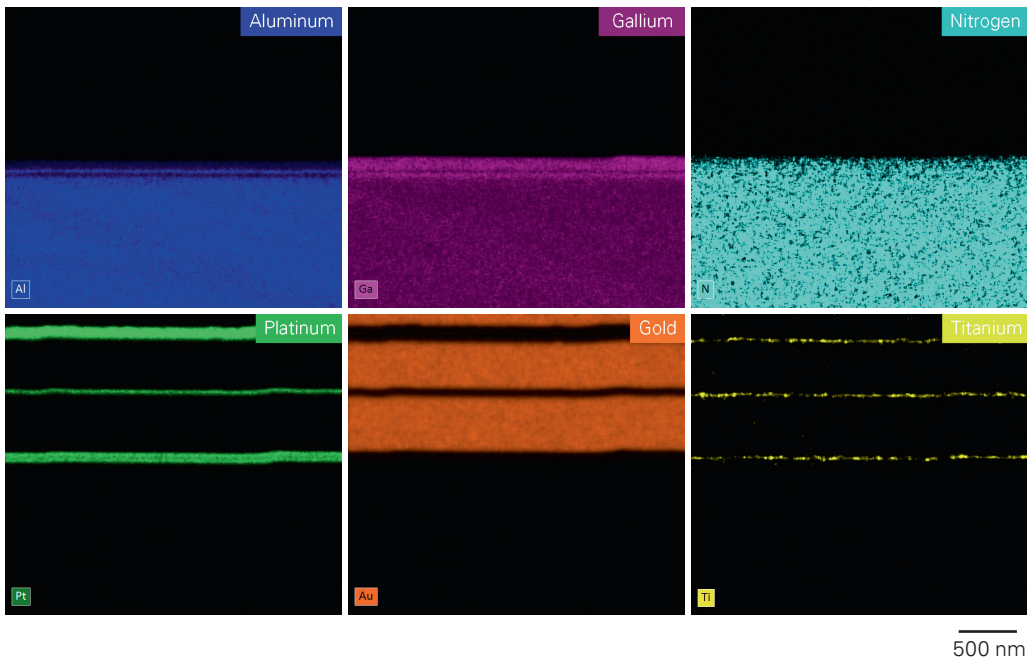 Aluminum
Gallium
Nitrogen
Al
Ga
N
Platinum
Gold
Titanium
Pt
Au
Ti
500 nm